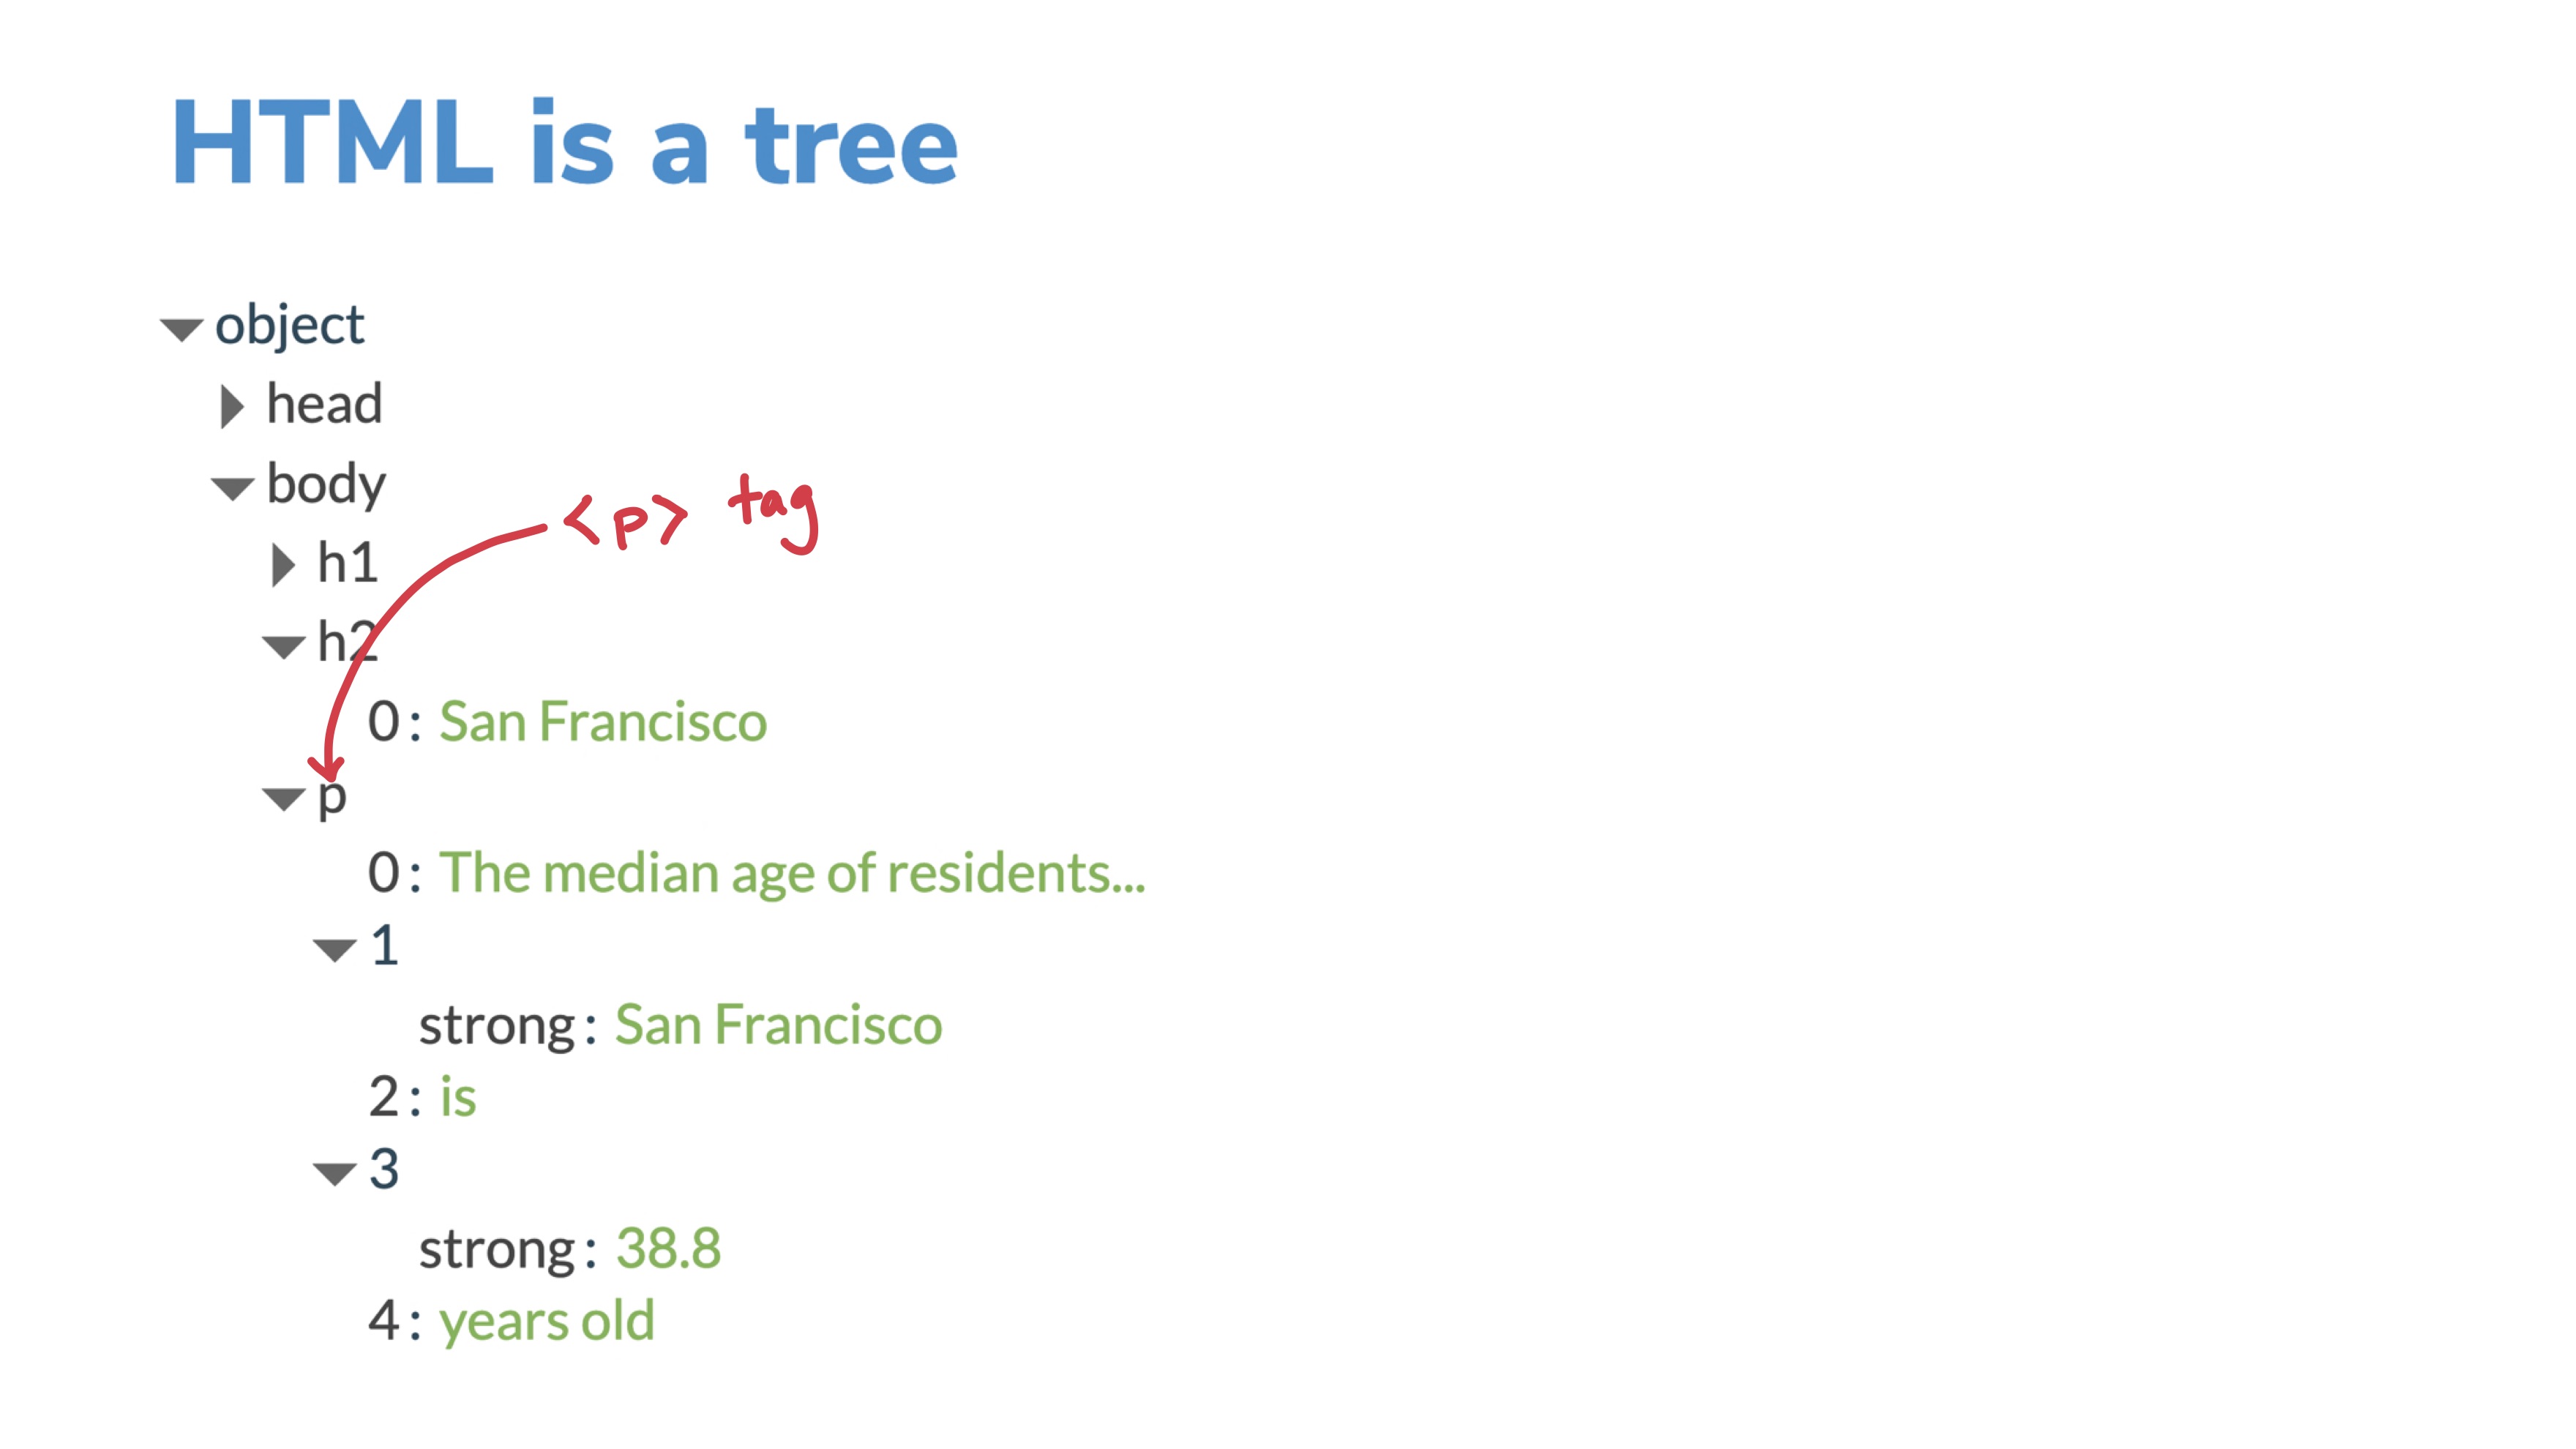 HTML is a tree
object
head
body
<p> tag
h1
h2
0: San Francisco
p
0: The median age of residents...
1
strong: San Francisco
2: is
3
strong: 38.8
4: years old